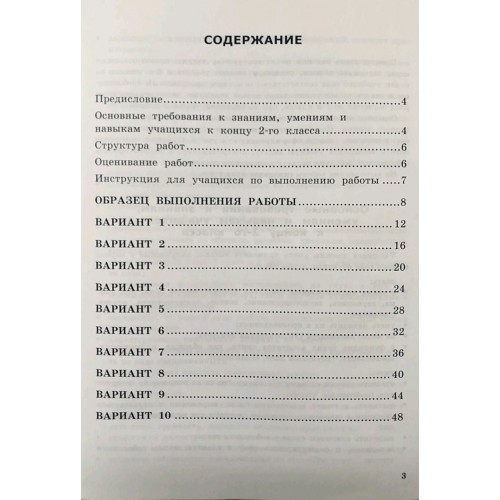 СОДЕРЖАНИЕ
Предисловие..........................................................4
Основные требования к знаниям, умениям и
навыкам учащихся к концу 2-го класса....................4
Структура работ.....................................................6
Оценивание работ...................................................6
Инструкция для учащихся по выполнению работы.....7
ОБРАЗЕЦ ВЫПОЛНЕНИЯ РАБОТЫ..........................8
ВАРИАНТ 1.........................................................12
ВАРИАНТ 2.........................................................16
ВАРИАНТ 3.........................................................20
ВАРИАНТ 4.........................................................24
ВАРИАНТ 5.........................................................28
ВАРИАНТ 6.........................................................32
ВАРИАНТ 7.........................................................36
ВАРИАНТ 8.........................................................40
ВАРИАНТ 9.........................................................44
ВАРИАНТ 10.......................................................48
3